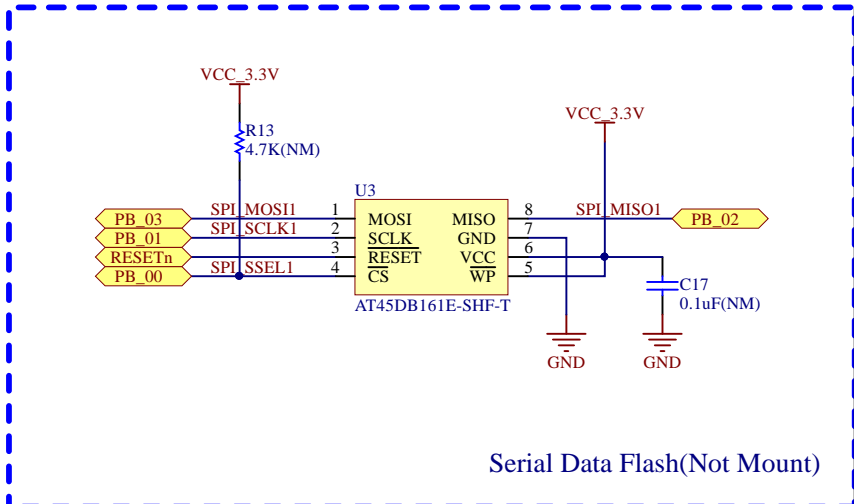 VCC_3.3V
R13
4.7K(NM)
VCC_3.3V
U3
PB_03 SPI_MOSI1 1 MOSI MISO 8 SPI_MISO1 PB_02
PB_01 SPI_SCLK1 2 SCLK GND 7
RESETn 3 RESET VCC 6
PB_00 SPI_SSEL1 4 CS WP 5
AT45DB161E-SHF-T
C17
0.1uF(NM)
GND GND
Serial Data Flash(Not Mount)